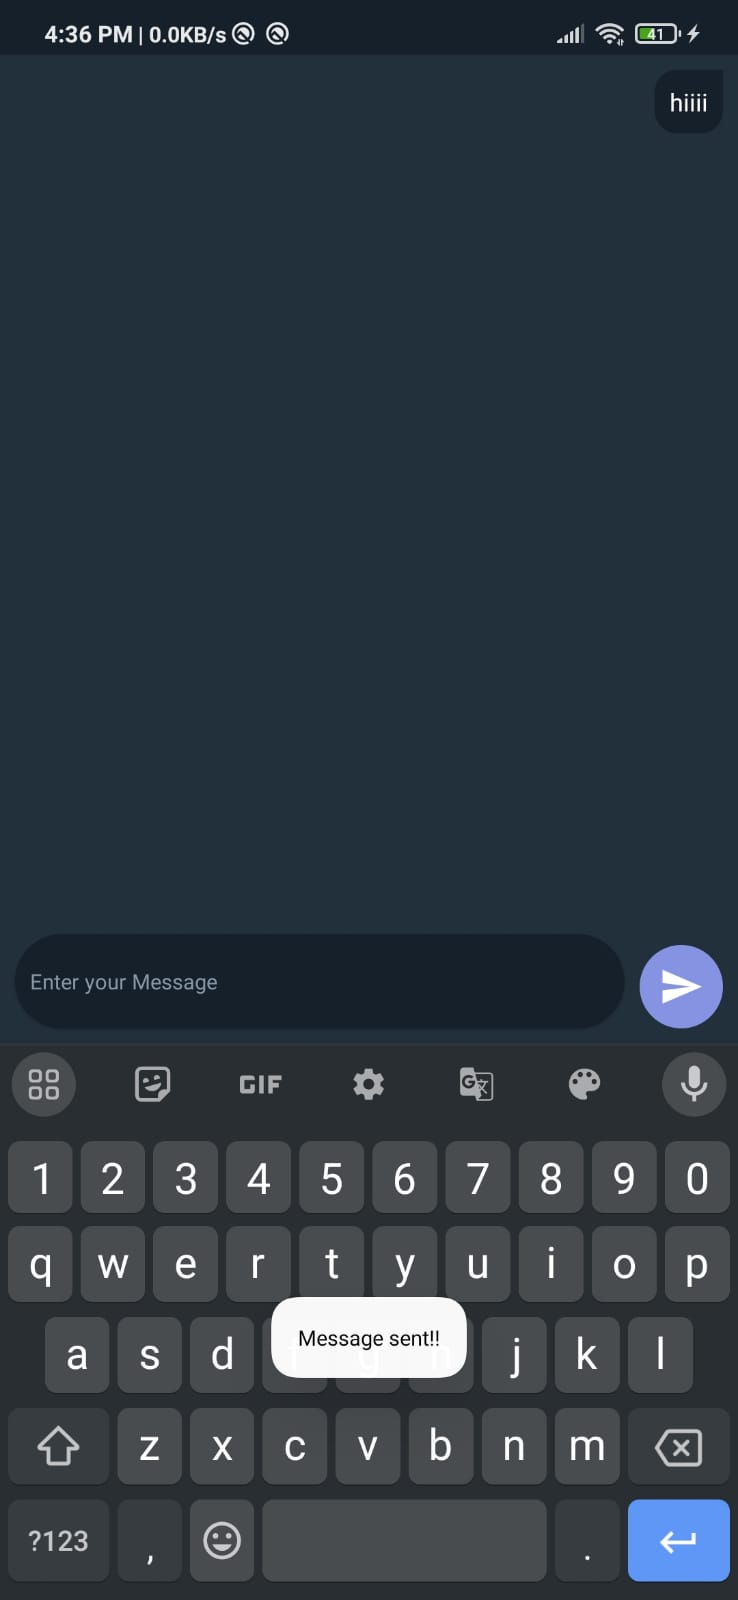 4:36 PM | 0.0KB/s
41
hiiii
Enter your Message
GIF
G
1 2 3 4 5 6 7 8 9 0
q w e r t y u i o p
a s d f g h j k l
Message sent!!
z x c v b n m
?123 , .